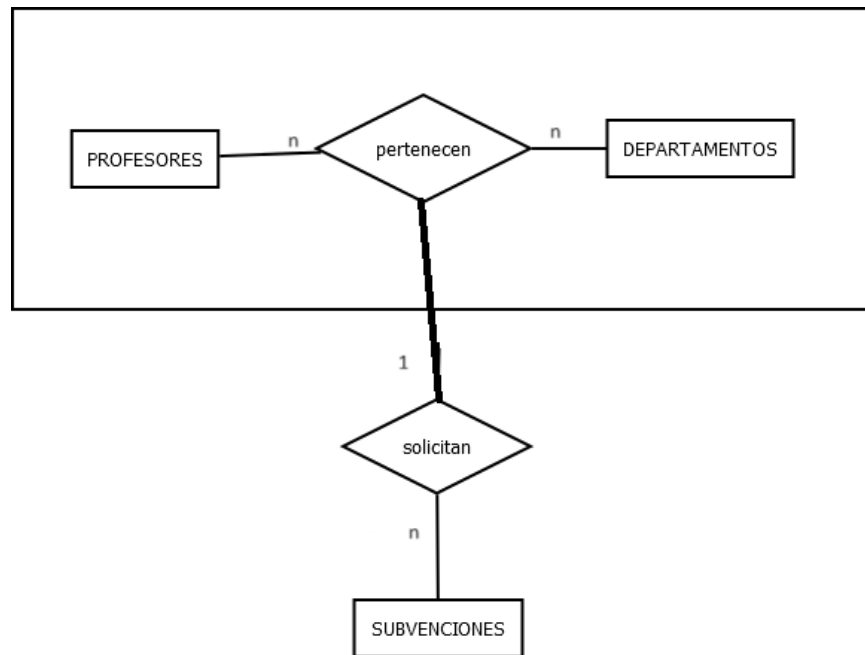 PROFESORES
n
pertenecen
n
DEPARTAMENTOS
1
solicitan
n
SUBVENCIONES